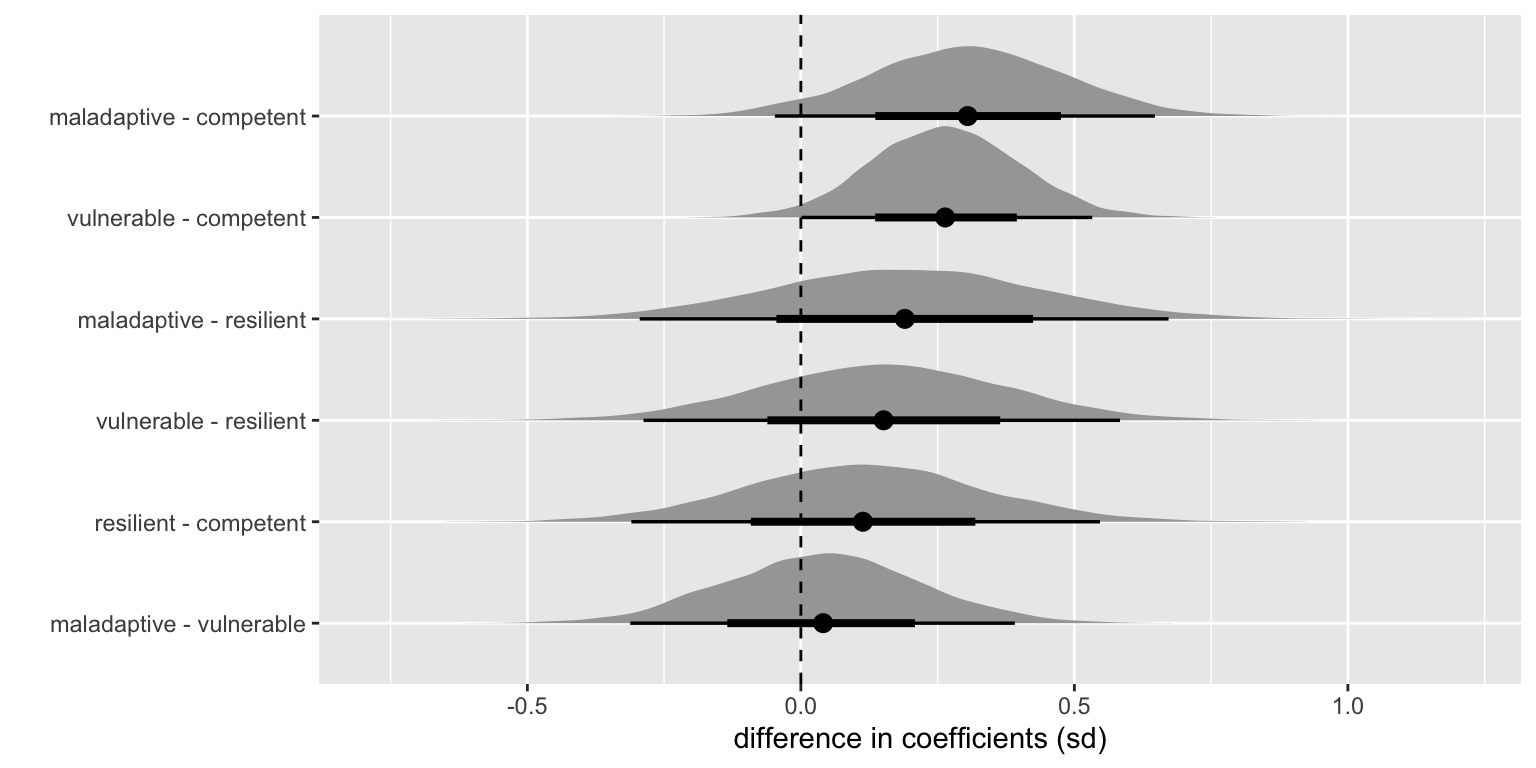 maladaptive - competent
vulnerable - competent
maladaptive - resilient
vulnerable - resilient
resilient - competent
maladaptive - vulnerable
-0.5 0.0 0.5 1.0
difference in coefficients (sd)